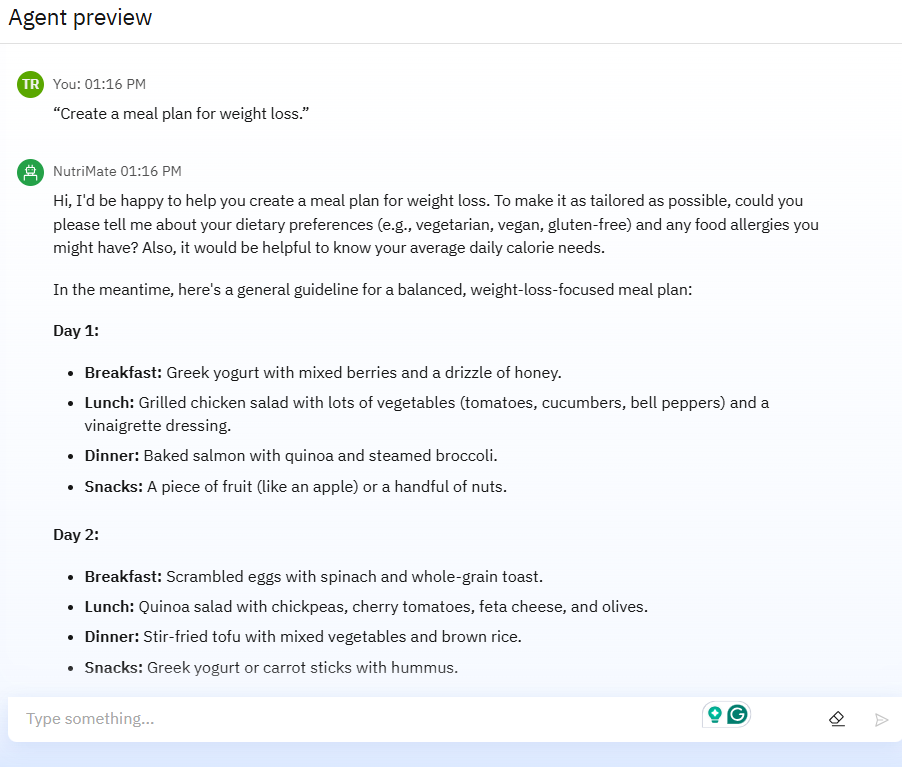 Agent preview
TR You: 01:16 PM
“Create a meal plan for weight loss.”
NutriMate 01:16 PM
Hi, I'd be happy to help you create a meal plan for weight loss. To make it as tailored as possible, could you
please tell me about your dietary preferences (e.g., vegetarian, vegan, gluten-free) and any food allergies you
might have? Also, it would be helpful to know your average daily calorie needs.
In the meantime, here's a general guideline for a balanced, weight-loss-focused meal plan:
Day 1:
• Breakfast: Greek yogurt with mixed berries and a drizzle of honey.
• Lunch: Grilled chicken salad with lots of vegetables (tomatoes, cucumbers, bell peppers) and a
vinaigrette dressing.
• Dinner: Baked salmon with quinoa and steamed broccoli.
• Snacks: A piece of fruit (like an apple) or a handful of nuts.
Day 2:
• Breakfast: Scrambled eggs with spinach and whole-grain toast.
• Lunch: Quinoa salad with chickpeas, cherry tomatoes, feta cheese, and olives.
• Dinner: Stir-fried tofu with mixed vegetables and brown rice.
• Snacks: Greek yogurt or carrot sticks with hummus.
Type something...